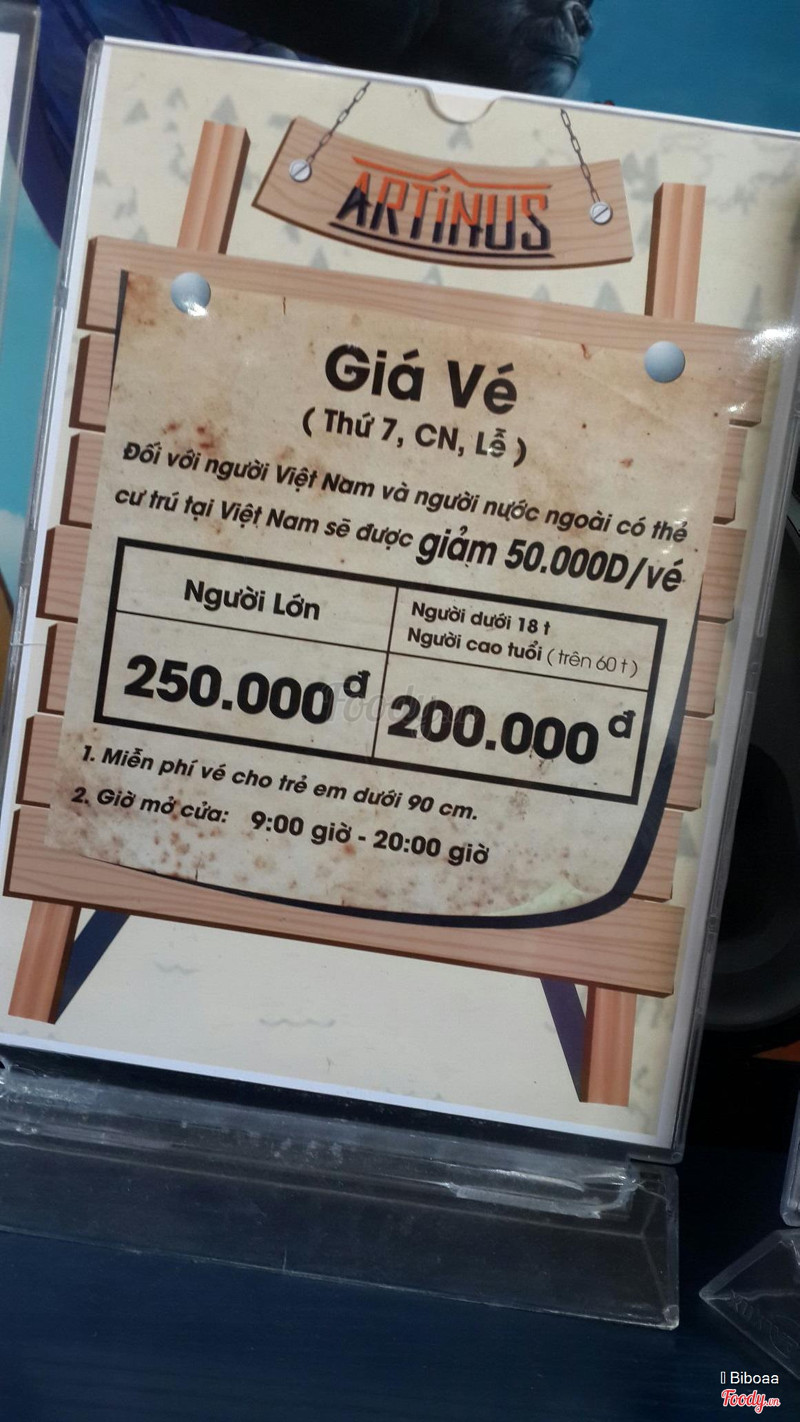 ARTiNUS
Giá Vé
( Thứ 7, CN, Lễ )
Đối với người Việt Nam và người nước ngoài có thẻ
cư trú tại Việt Nam sẽ được giảm 50.000D/vé
Người Lớn
Người dưới 18 t
Người cao tuổi ( trên 60 t )
250.000 đ
200.000 đ
1. Miễn phí vé cho trẻ em dưới 90 cm.
2. Giờ mở cửa: 9:00 giờ - 20:00 giờ
Foody.vn
Biboaa
Foody.vn